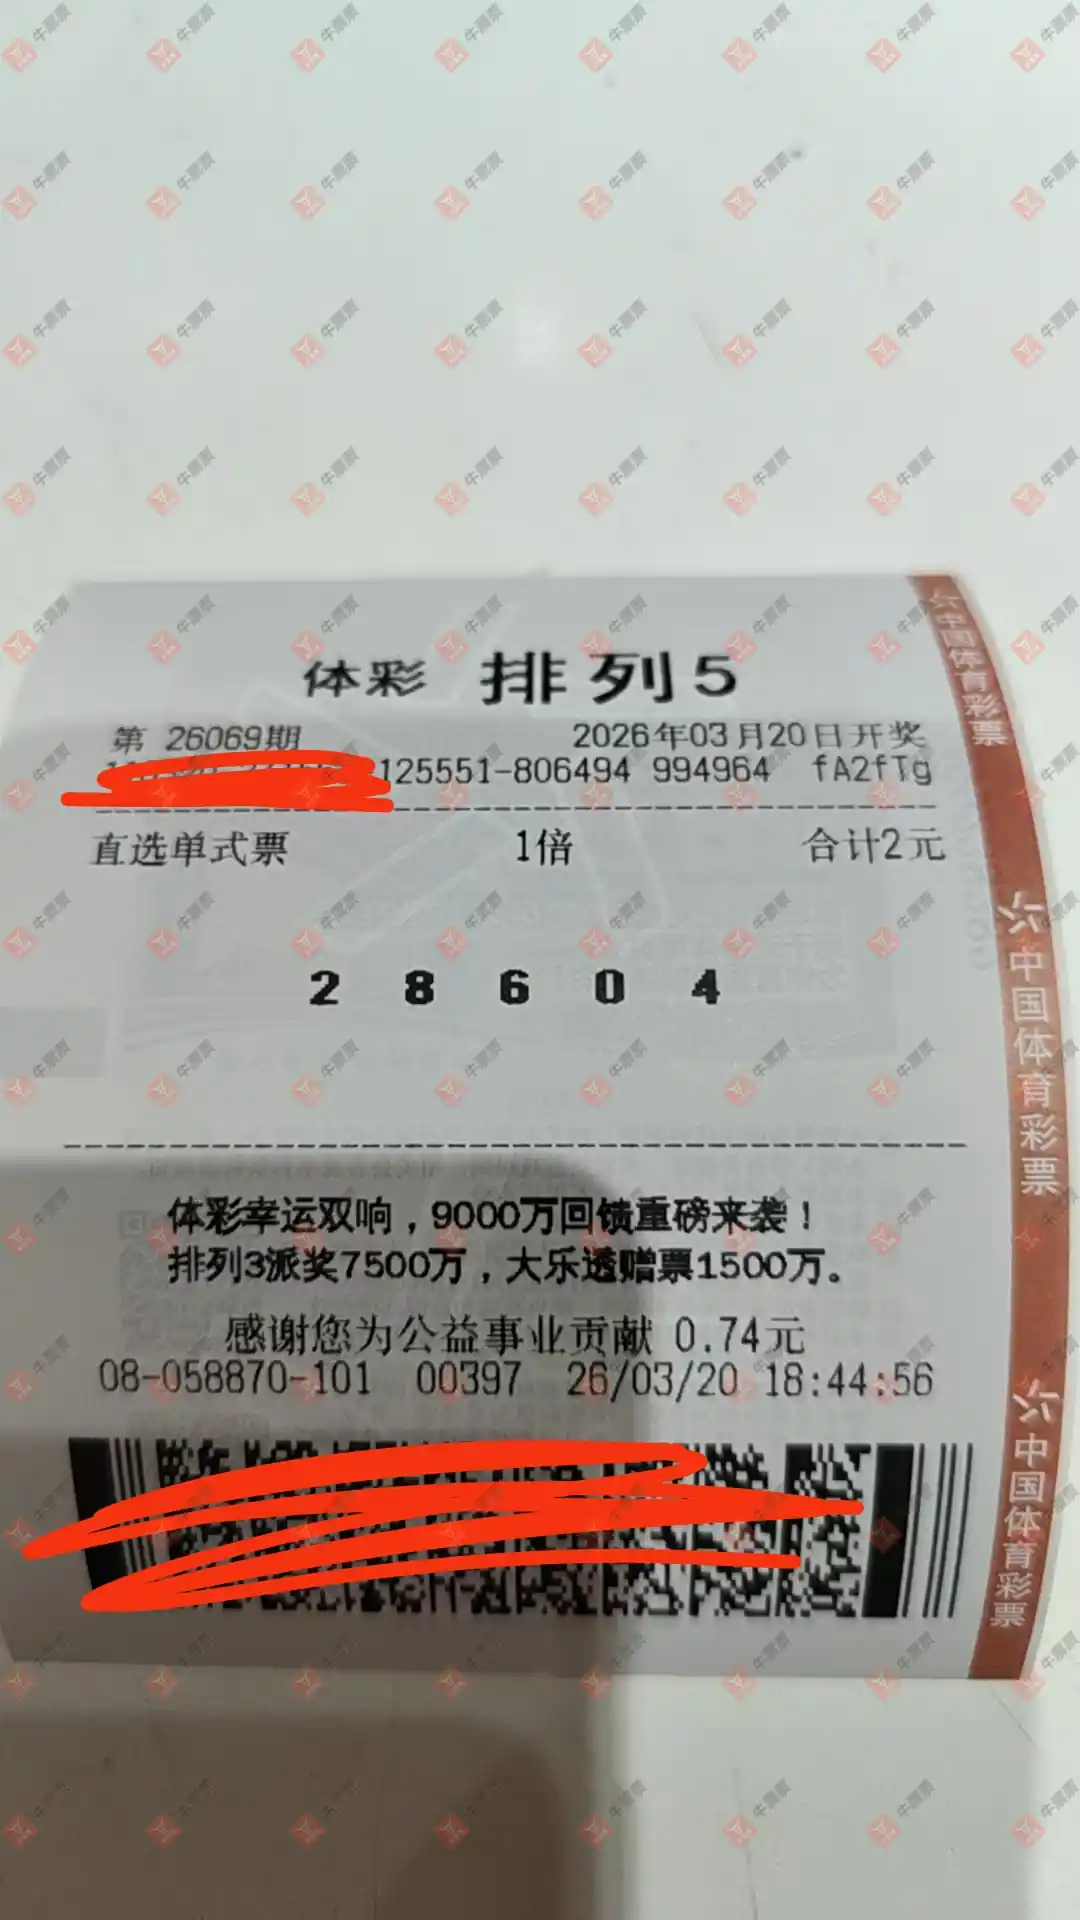 体彩 排列5
第 26069期 2026年03月20日开奖
125551-806494 994964 fA2fTg
直选单式票 1倍 合计2元
2 8 6 0 4
体彩幸运双响，9000万回馈重磅来袭！
排列3派奖7500万，大乐透赠票1500万。
感谢您为公益事业贡献 0.74元
08-058870-101 00397 26/03/20 18:44:56
中国体育彩票
中国体育彩票
中国体育彩票
牛票票